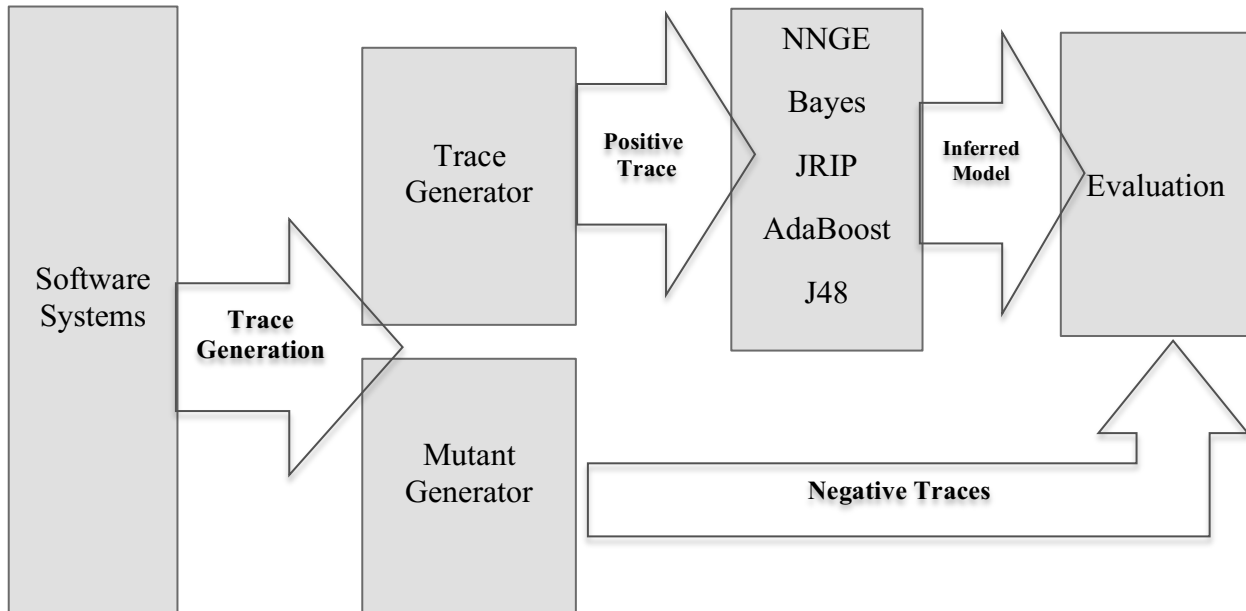 Software
Systems
Trace
Generation
Trace
Generator
Mutant
Generator
Positive
Trace
NNGE
Bayes
JRIP
AdaBoost
J48
Inferred
Model
Evaluation
Negative Traces